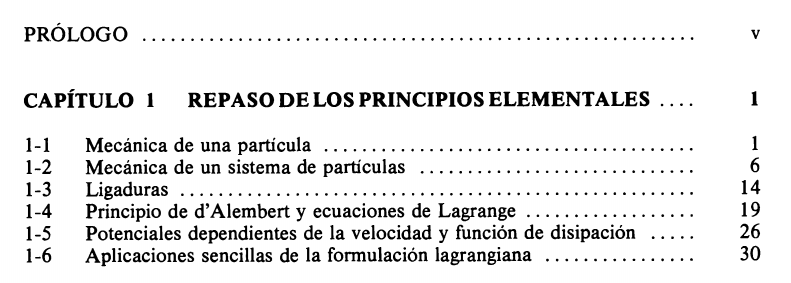 PRÓLOGO ........................................................ v
CAPÍTULO 1 REPASO DE LOS PRINCIPIOS ELEMENTALES .... 1
1-1 Mecánica de una partícula ...................................... 1
1-2 Mecánica de un sistema de partículas ............................ 6
1-3 Ligaduras .................................................... 14
1-4 Principio de d'Alembert y ecuaciones de Lagrange ................. 19
1-5 Potenciales dependientes de la velocidad y función de disipación ..... 26
1-6 Aplicaciones sencillas de la formulación lagrangiana ............... 30